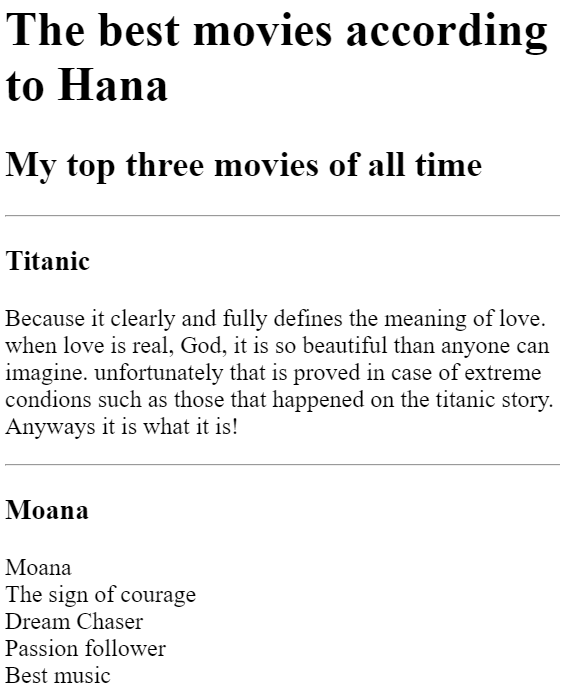 The best movies according
to Hana
My top three movies of all time
Titanic
Because it clearly and fully defines the meaning of love.
when love is real, God, it is so beautiful than anyone can
imagine. unfortunately that is proved in case of extreme
condions such as those that happened on the titanic story.
Anyways it is what it is!
Moana
Moana
The sign of courage
Dream Chaser
Passion follower
Best music